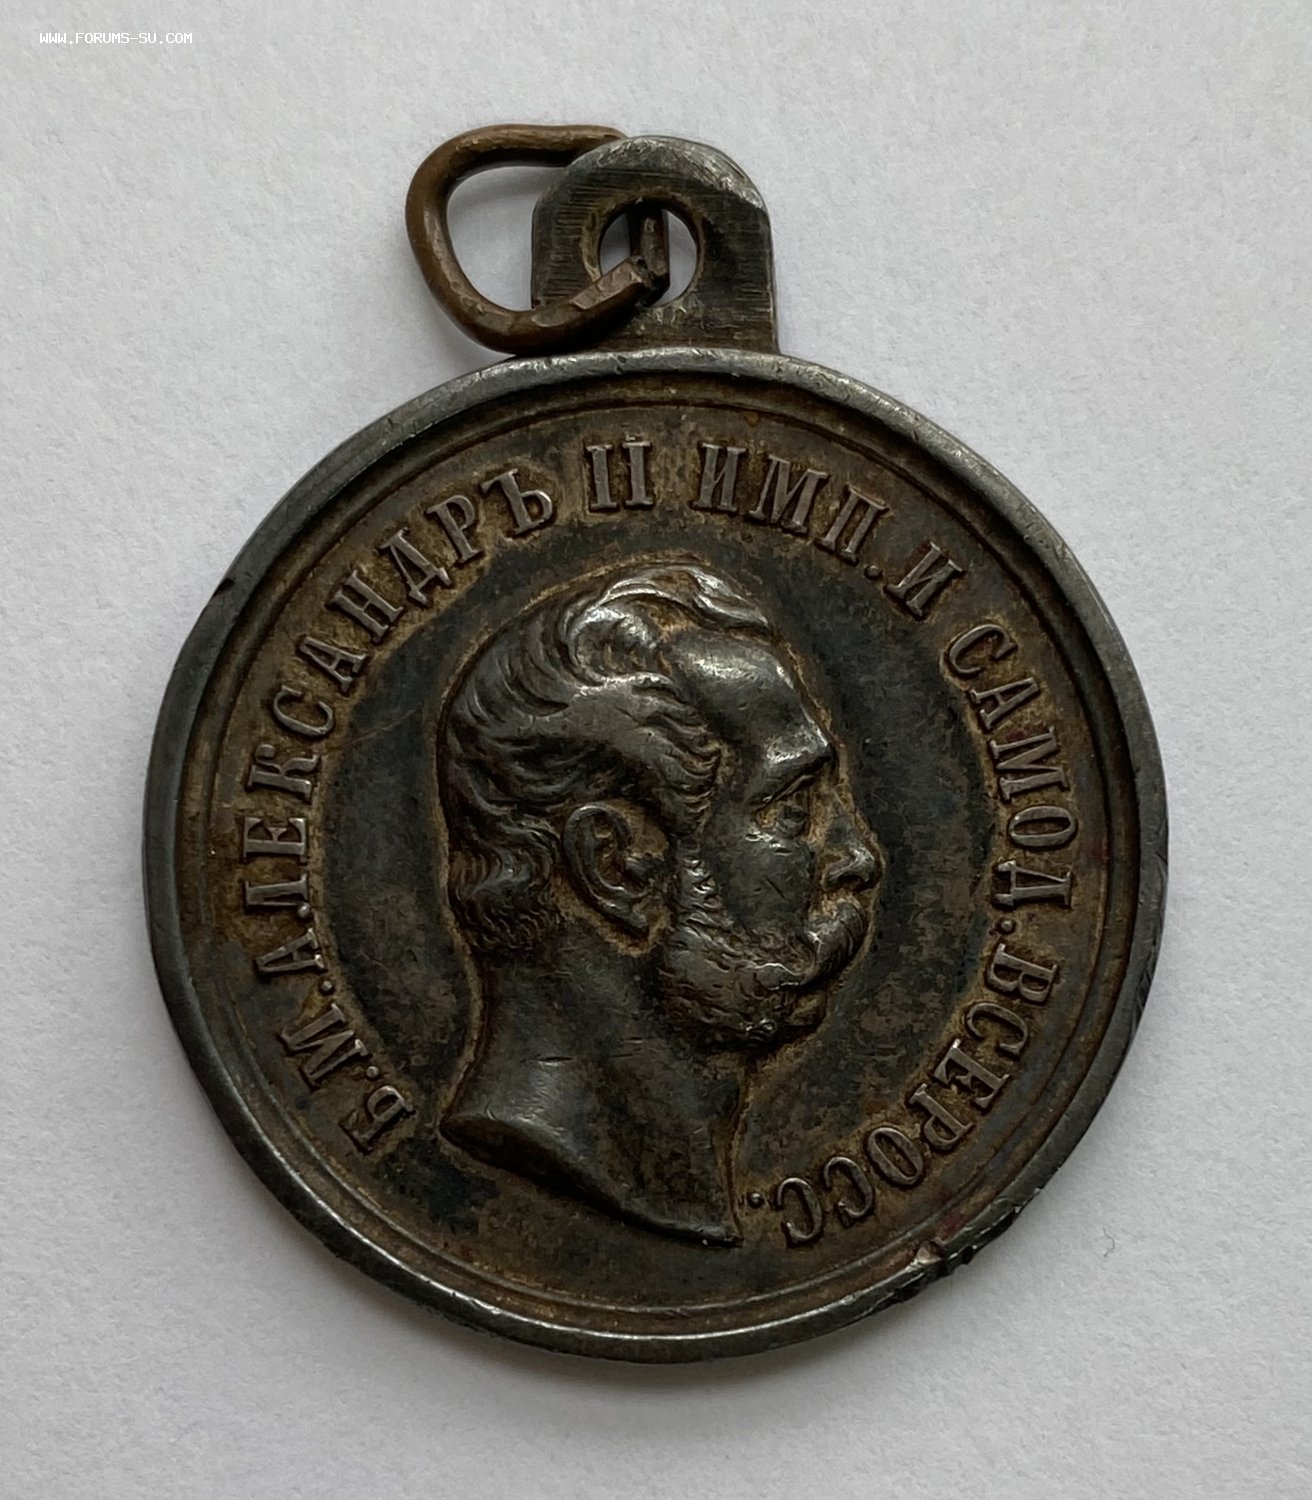 WWW.FORUMS-SU.COM
Б.М.АЛЕКСАНДРЪ II ИМП. И САМОД.ВСЕРОСС.